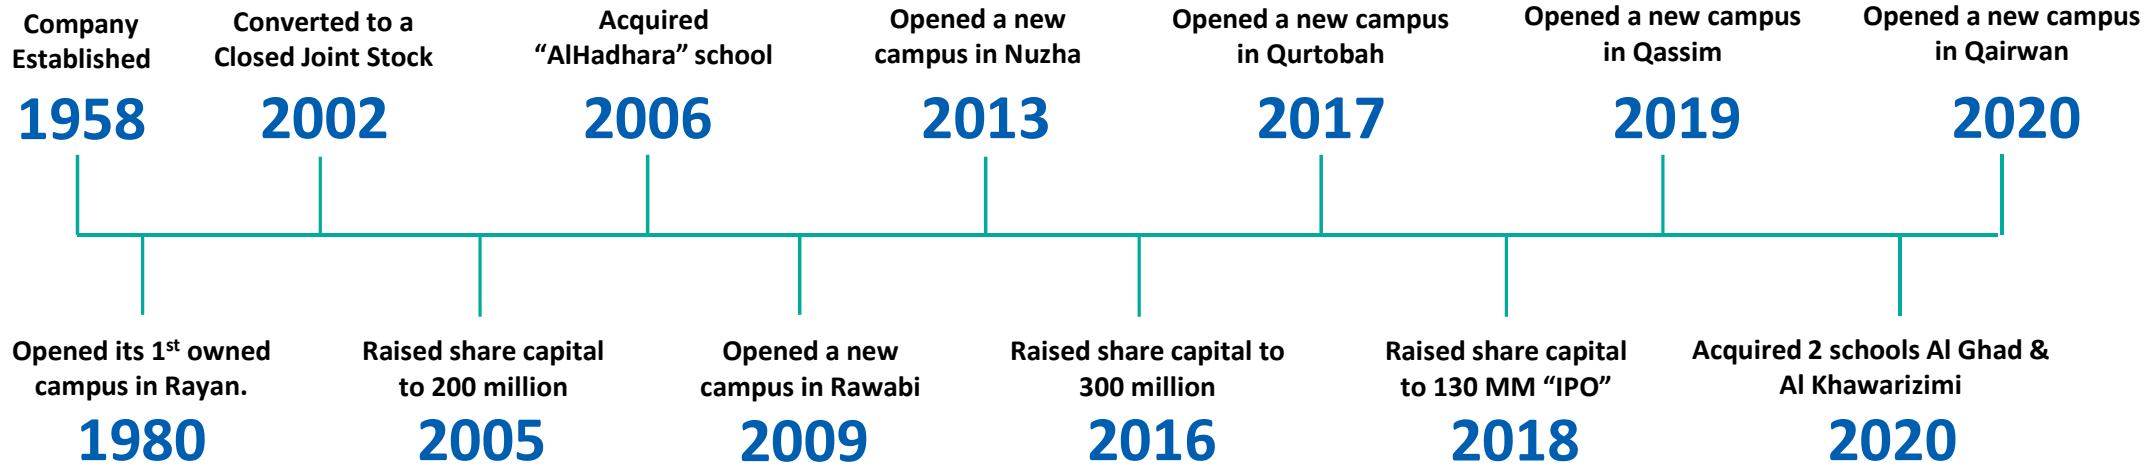 Company
Established
1958
Converted to a
Closed Joint Stock
2002
Acquired
“AlHadhara” school
2006
Opened a new
campus in Nuzha
2013
Opened a new campus
in Qurtobah
2017
Opened a new campus
in Qassim
2019
Opened a new campus
in Qairwan
2020
Opened its 1st owned
campus in Rayan.
1980
Raised share capital
to 200 million
2005
Opened a new
campus in Rawabi
2009
Raised share capital to
300 million
2016
Raised share capital
to 130 MM “IPO”
2018
Acquired 2 schools Al Ghad &
Al Khawarizimi
2020